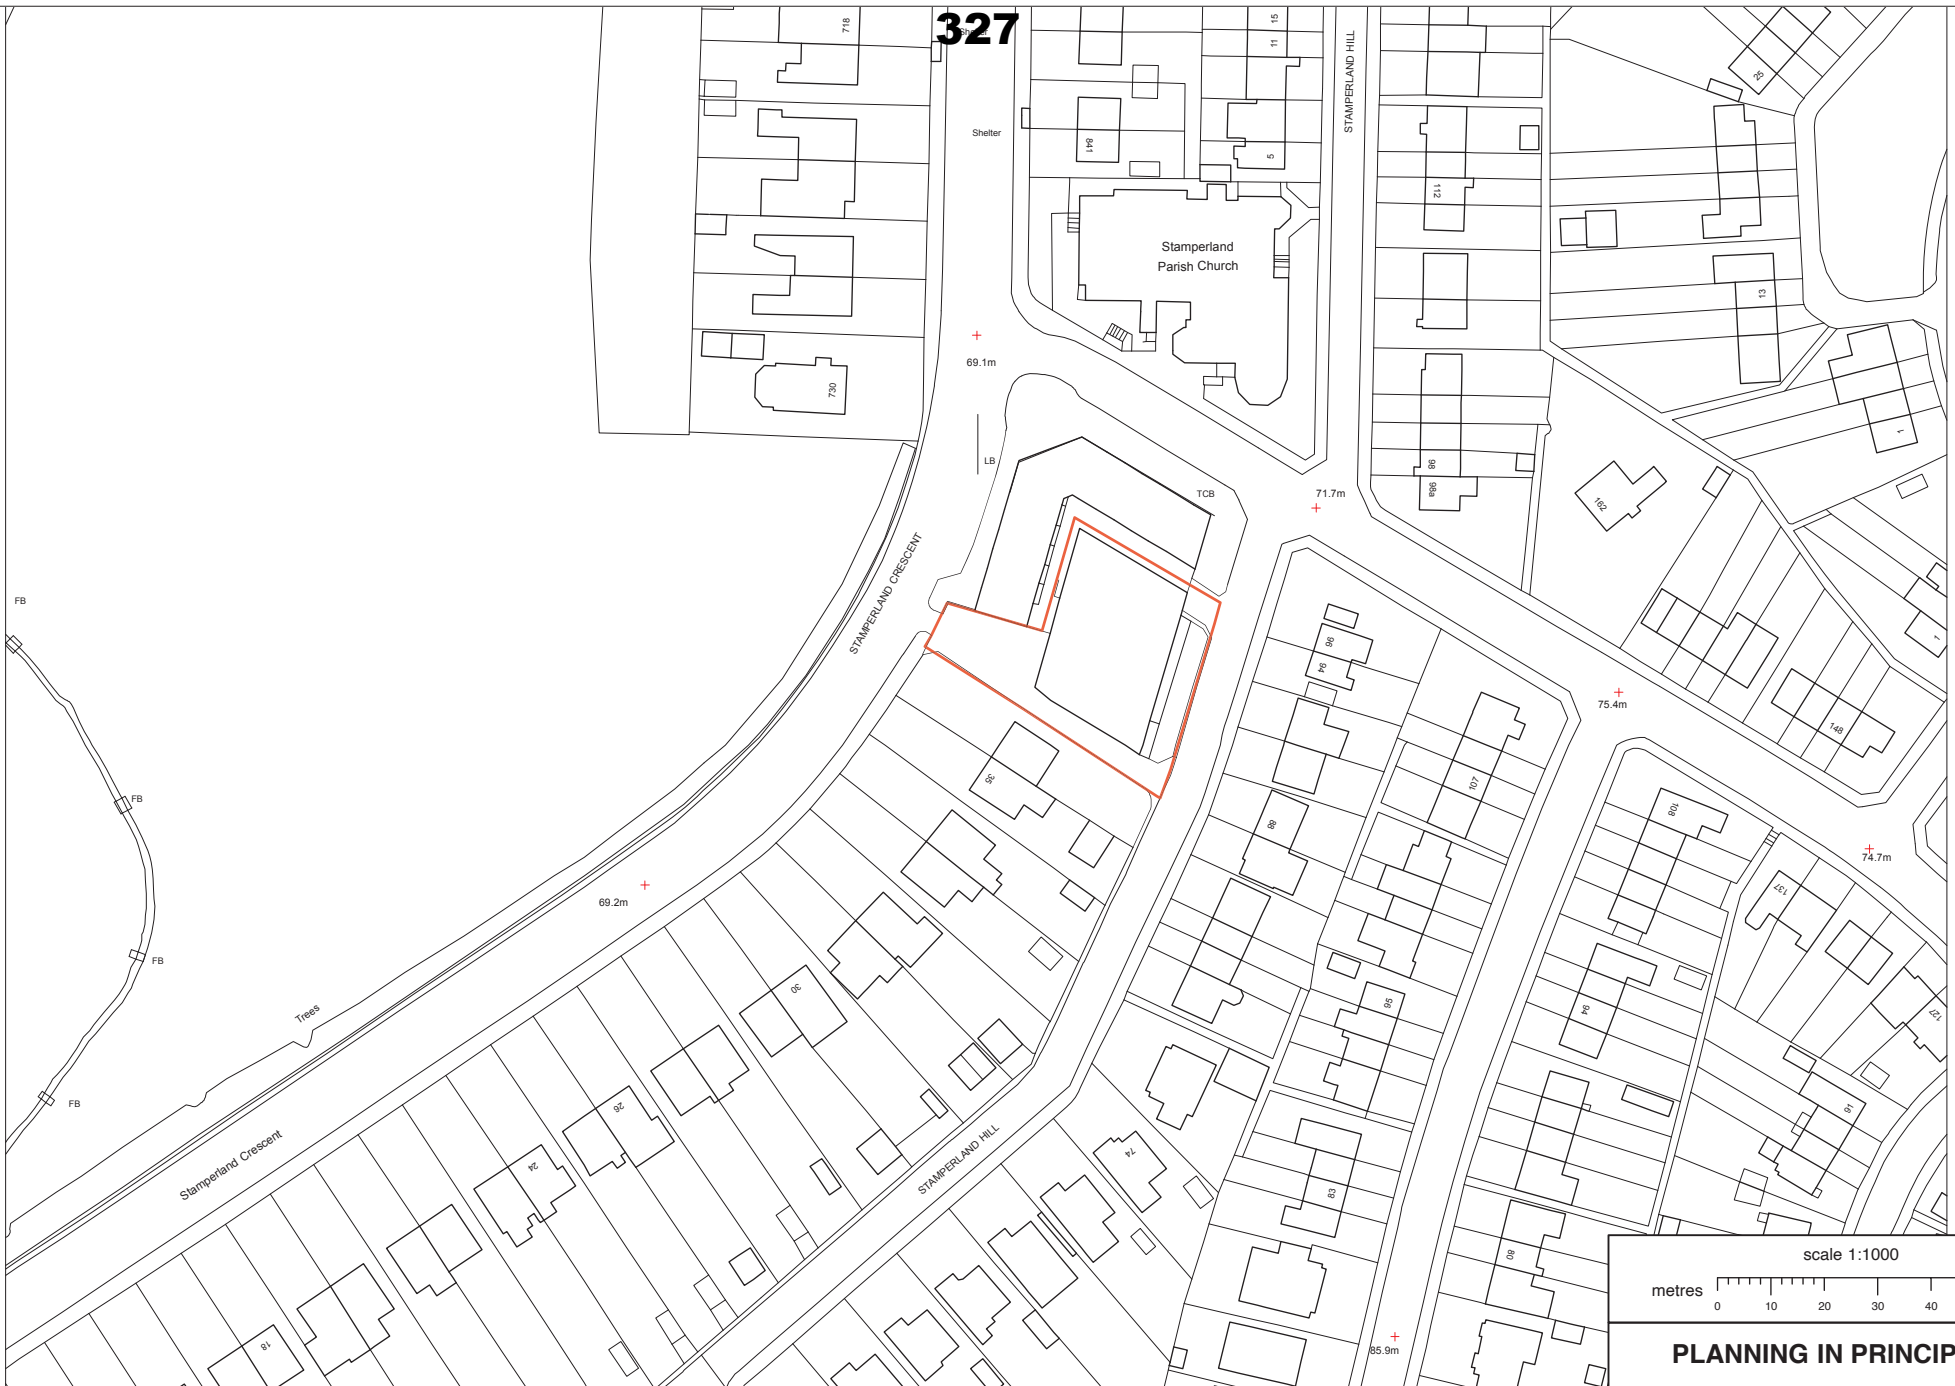 327
718
Shelter
15
11
STAMPERLAND HILL
25
Shelter
841
5
112
Stamperland
Parish Church
13
69.1m
730
1
LB
98
98a
TCB
71.7m
162
STAMPERLAND CRESCENT
FB
96
94
1
75.4m
148
35
107
FB
88
108
74.7m
137
69.2m
FB
30
95
94
127
Trees
FB
26
16
Stamperland Crescent
24
STAMPERLAND HILL
74
83
80
18
85.9m
scale 1:1000
metres
0 10 20 30 40
PLANNING IN PRINCIP